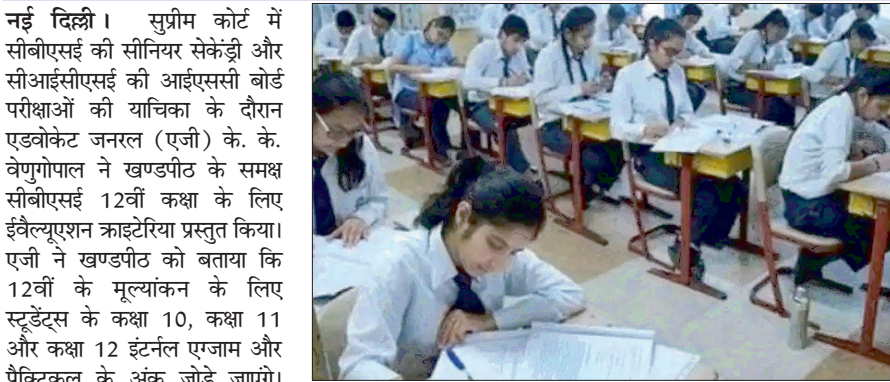 नई दिल्ली। सुप्रीम कोर्ट में
सीबीएसई की सीनियर सेकेंड्री और
सीआईसीएसई की आईएससी बोर्ड
परीक्षाओं की याचिका के दौरान
एडवोकेट जनरल (एजी) के. के.
वेणुगोपाल ने खण्डपीठ के समक्ष
सीबीएसई 12वीं कक्षा के लिए
ईवैल्यूएशन क्राइटेरिया प्रस्तुत किया।
एजी ने खण्डपीठ को बताया कि
12वीं के मूल्यांकन के लिए
स्टूडेंट्स के कक्षा 10, कक्षा 11
और कक्षा 12 इंटर्नल एग्जाम और
प्रैक्टिकल के अंक जोड़े जाएंगे।